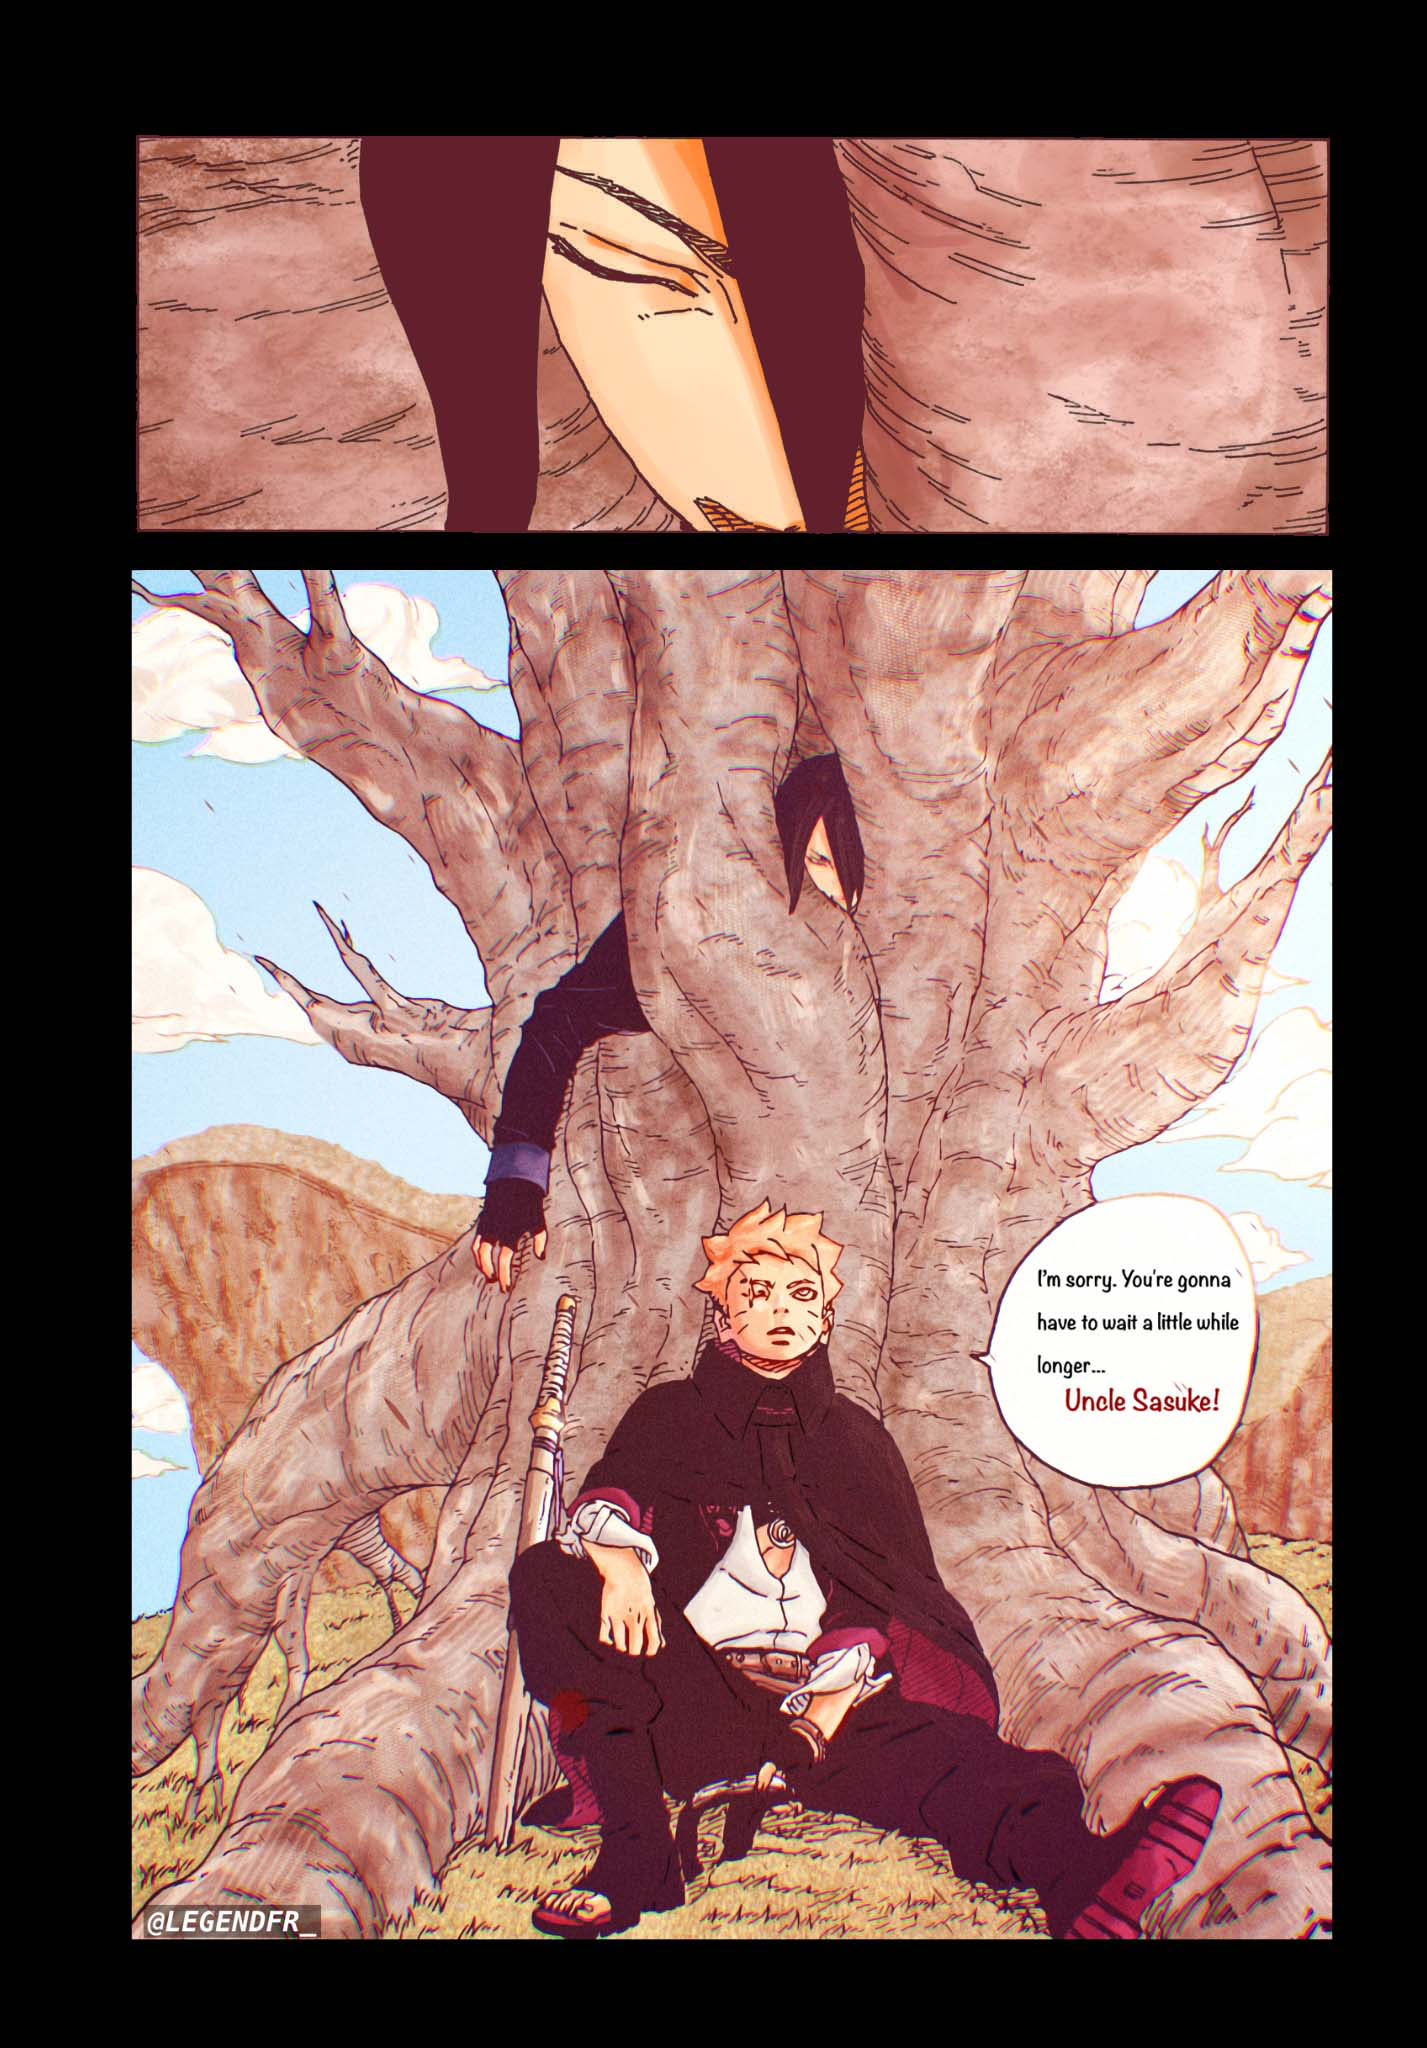 I'm sorry. You're gonna
have to wait a little while
longer...
Uncle Sasuke!
@LEGENDFR_